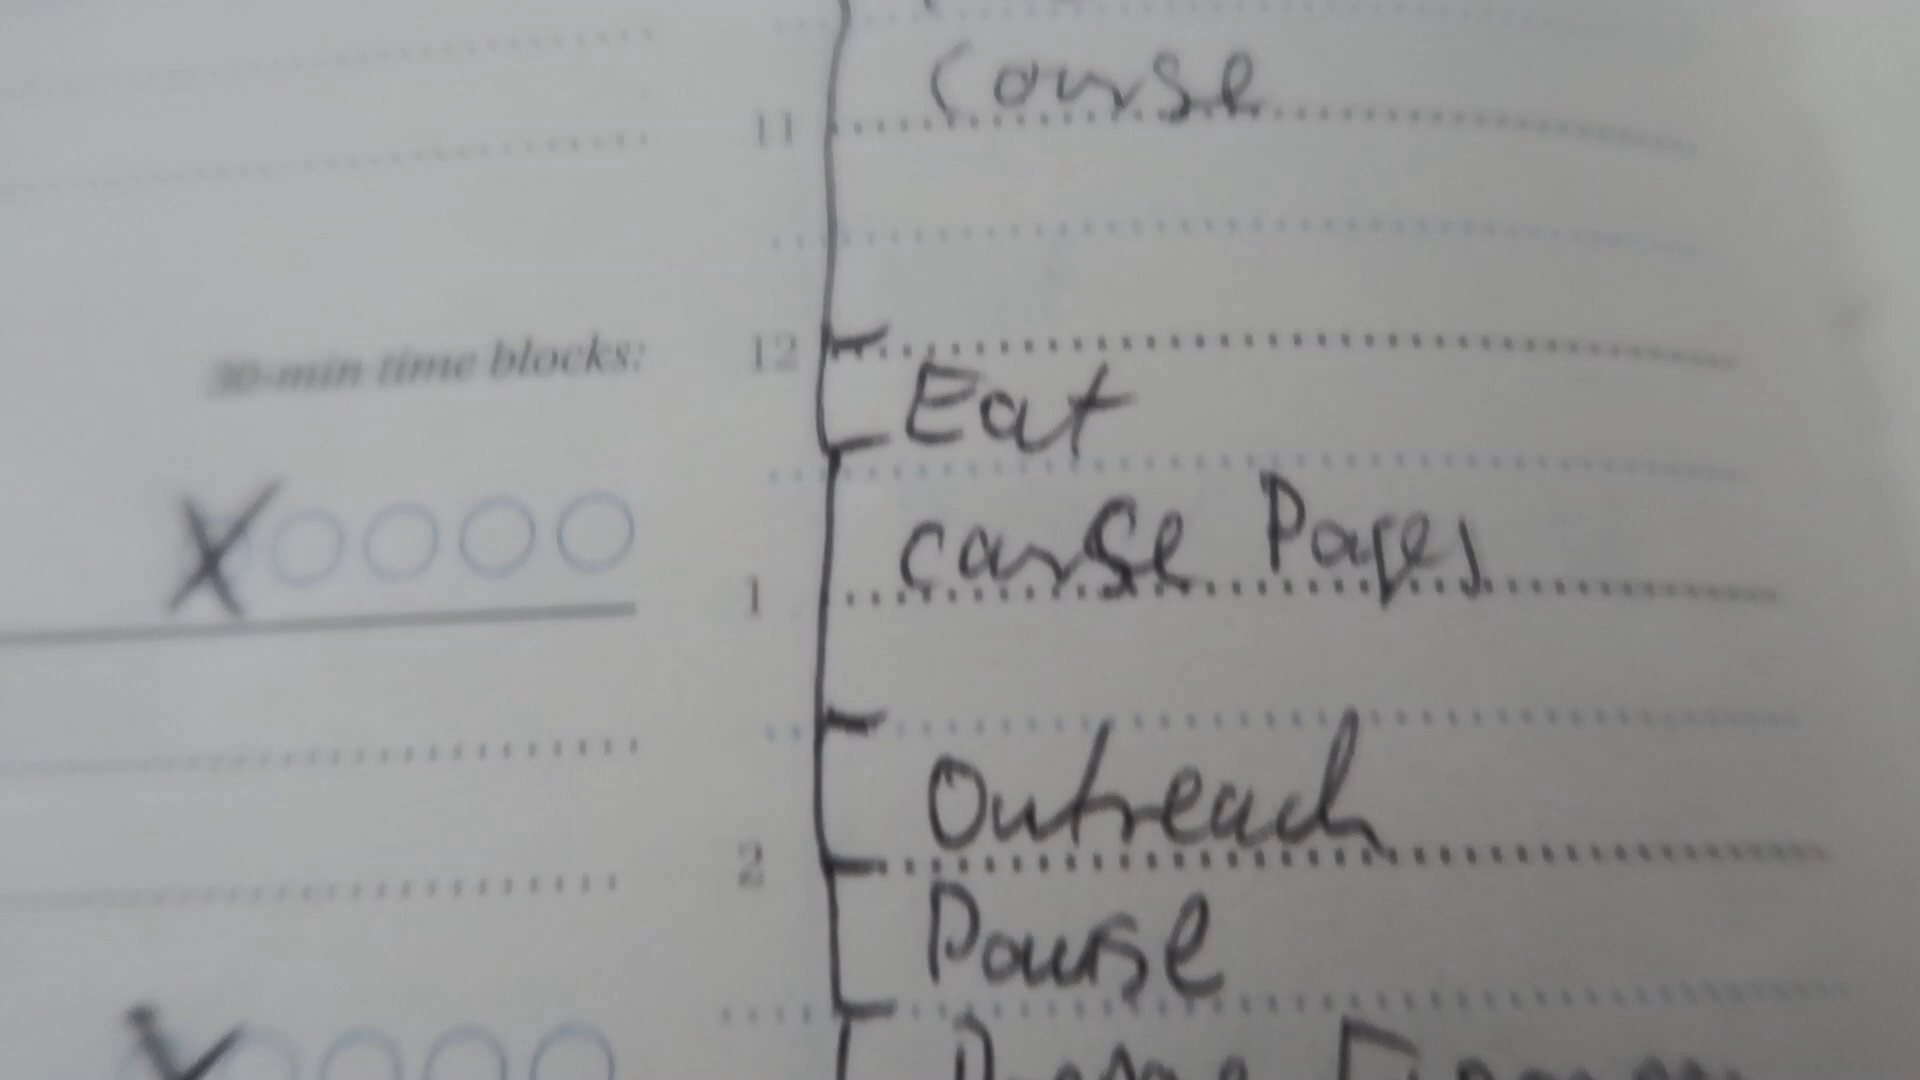 Course
11
30-min time blocks:
12
Eat
Course Pages
1
Outreach
2
Pause